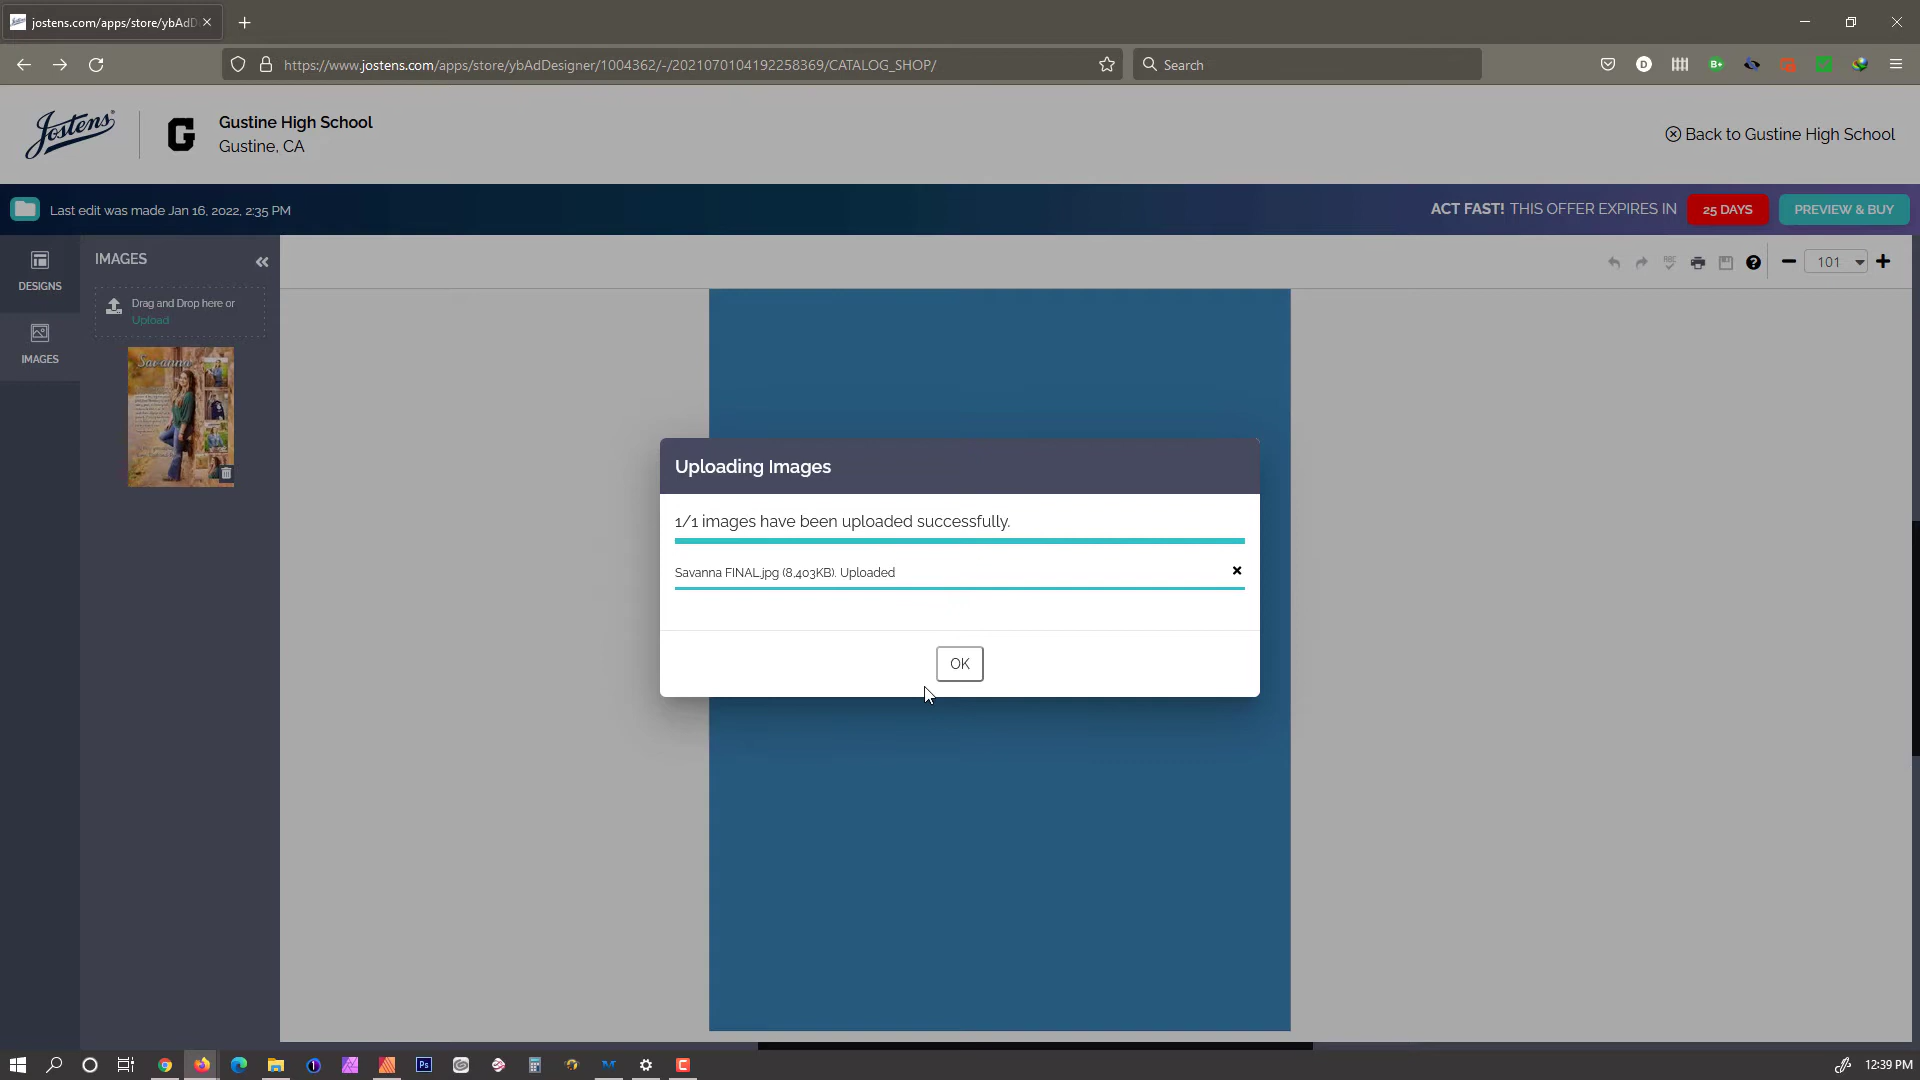 jostens.com/apps/store/ybAdD
https://www.jostens.com/apps/store/ybAdDesigner/1004362/-/2021070104192258369/CATALOG_SHOP/
Search
D
B+
Jostens
G
Gustine High School
Gustine, CA
Back to Gustine High School
Last edit was made Jan 16, 2022, 2:35 PM
ACT FAST! THIS OFFER EXPIRES IN
25 DAYS
PREVIEW & BUY
DESIGNS
IMAGES
IMAGES
Drag and Drop here or
Upload
Savanna
ABC
101
Uploading Images
1/1 images have been uploaded successfully.
Savanna FINAL.jpg (8,403KB). Uploaded
OK
Ps
12:39 PM